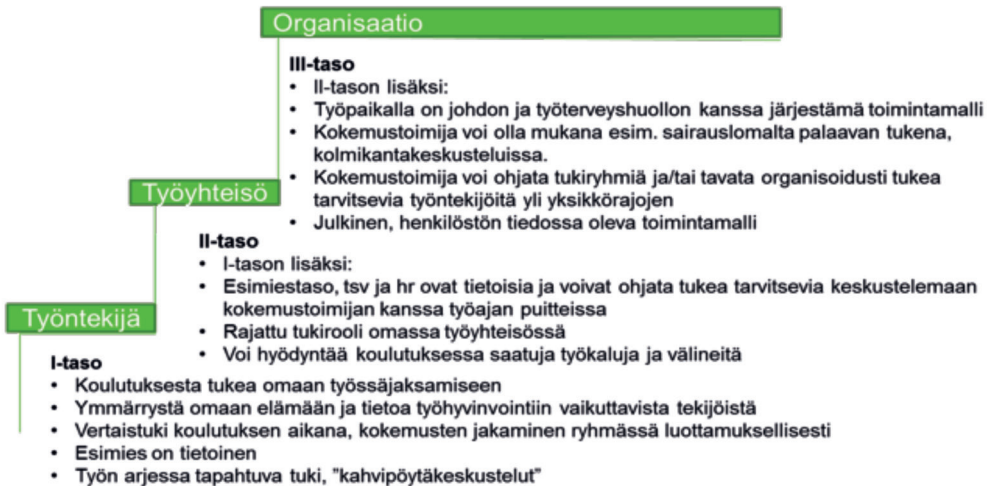 Organisaatio
III-taso
• II-tason lisäksi:
• Työpaikalla on johdon ja työterveyshuollon kanssa järjestämä toimintamalli
• Kokemustoimija voi olla mukana esim. sairauslomalta palaavan tukena,
kolmikantakeskusteluissa.
• Kokemustoimija voi ohjata tukiryhmiä ja/tai tavata organisoidusti tukea
tarvitsevia työntekijöitä yli yksikkörajojen
• Julkinen, henkilöstön tiedossa oleva toimintamalli
Työyhteisö
II-taso
• I-tason lisäksi:
• Esimiestaso, tsv ja hr ovat tietoisia ja voivat ohjata tukea tarvitsevia keskustelemaan
kokemustoimijan kanssa työajan puitteissa
• Rajattu tukirooli omassa työyhteisössä
• Voi hyödyntää koulutuksessa saatuja työkaluja ja välineitä
Työntekijä
I-taso
• Koulutuksesta tukea omaan työssäjaksamiseen
• Ymmärrystä omaan elämään ja tietoa työhyvinvointiin vaikuttavista tekijöistä
• Vertaistuki koulutuksen aikana, kokemusten jakaminen ryhmässä luottamuksellisesti
• Esimies on tietoinen
• Työn arjessa tapahtuva tuki, ”kahvipöytäkeskustelut”